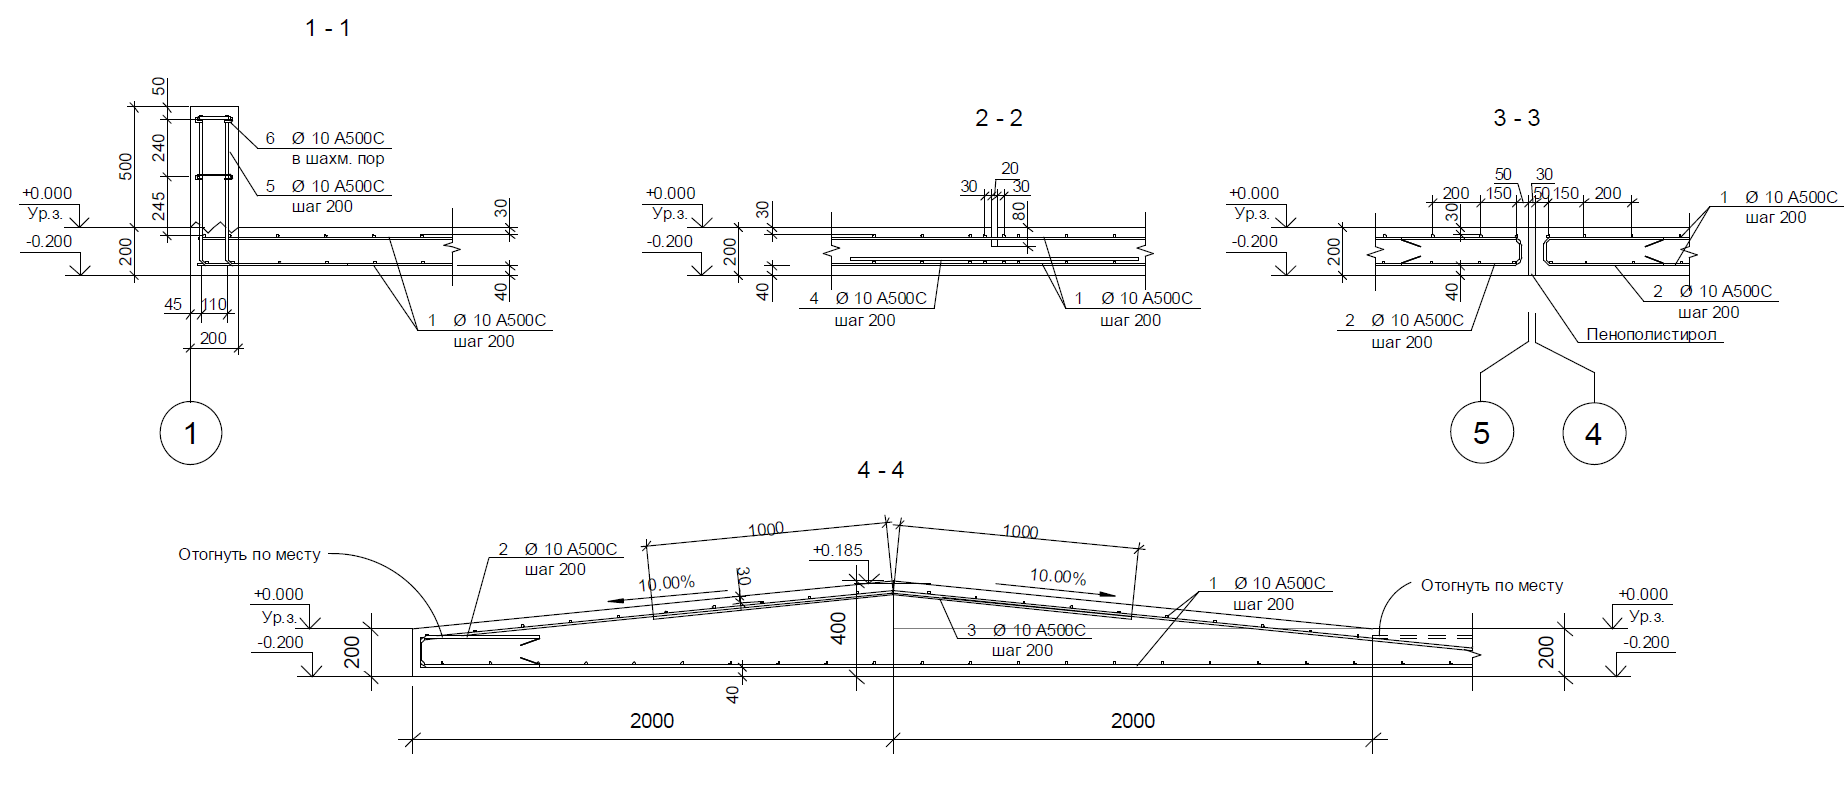 1 - 1
50
500
240
245
200
+0.000
Ур.з.
-0.200
6 Ø 10 А500С
в шахм. пор
5 Ø 10 А500С
шаг 200
30
40
45
110
200
1 Ø 10 А500С
шаг 200
1
2 - 2
20
30
30
80
+0.000
Ур.з.
-0.200
30
200
40
4 Ø 10 А500С
шаг 200
1 Ø 10 А500С
шаг 200
3 - 3
50
30
200
150
50
150
200
+0.000
Ур.з.
-0.200
30
200
40
1 Ø 10 А500С
шаг 200
2 Ø 10 А500С
шаг 200
2 Ø 10 А500С
шаг 200
Пенополистирол
5
4
4 - 4
1000
1000
Отогнуть по месту
2 Ø 10 А500С
шаг 200
+0.185
10.00%
30
10.00%
1 Ø 10 А500С
шаг 200
Отогнуть по месту
+0.000
Ур.з.
-0.200
200
400
3 Ø 10 А500С
шаг 200
+0.000
Ур.з.
-0.200
200
40
2000
2000